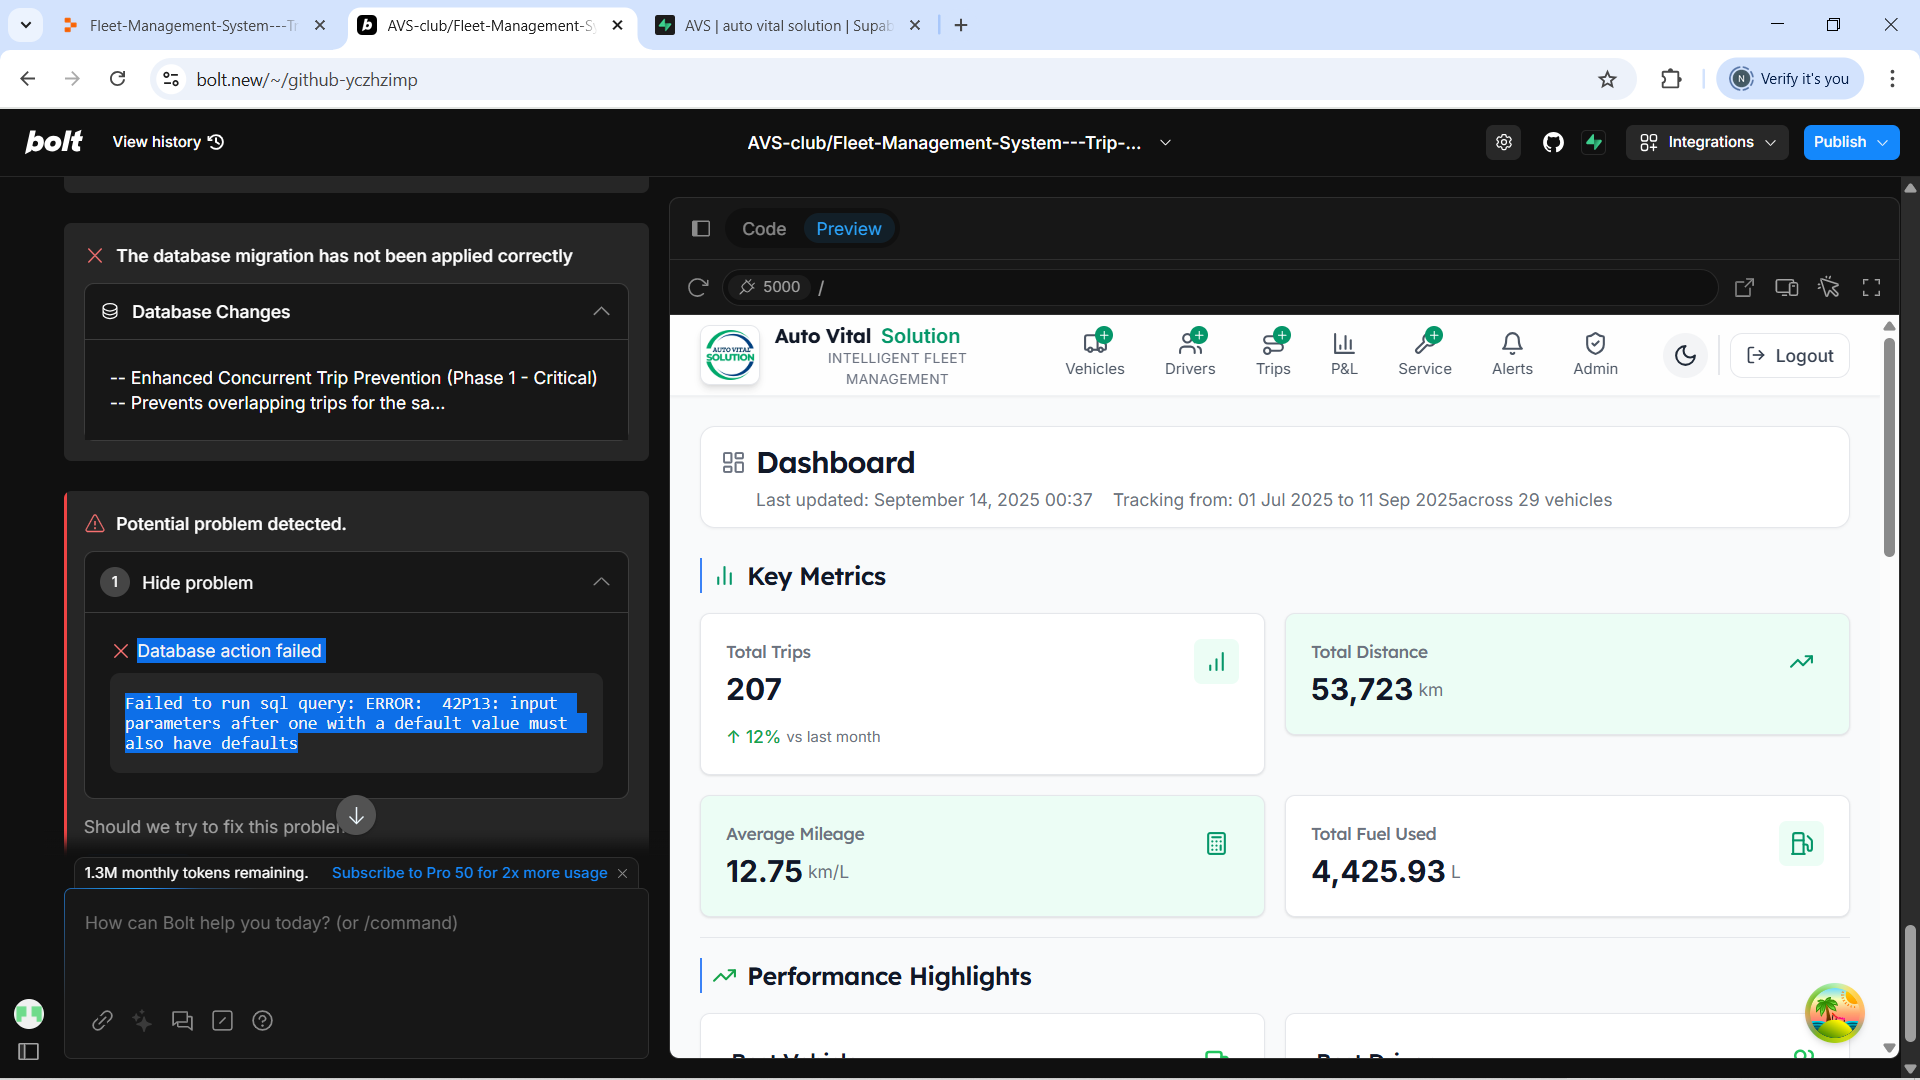 Fleet-Management-System---Tr
AVS-club/Fleet-Management-Sy
AVS | auto vital solution | Supab
bolt.new/~/github-yczhzimp
N
Verify it's you
bolt
View history
AVS-club/Fleet-Management-System---Trip-...
Integrations
Publish
The database migration has not been applied correctly
Database Changes
-- Enhanced Concurrent Trip Prevention (Phase 1 - Critical)
-- Prevents overlapping trips for the sa...
Potential problem detected.
1
Hide problem
Database action failed
Failed to run sql query: ERROR:  42P13: input
parameters after one with a default value must
also have defaults
Should we try to fix this problem
1.3M monthly tokens remaining.
Subscribe to Pro 50 for 2x more usage
How can Bolt help you today? (or /command)
Code
Preview
5000
/
AUTO VITAL
SOLUTION
Auto Vital Solution
INTELLIGENT FLEET
MANAGEMENT
Vehicles
Drivers
Trips
P&L
Service
Alerts
Admin
Logout
Dashboard
Last updated: September 14, 2025 00:37
Tracking from: 01 Jul 2025 to 11 Sep 2025across 29 vehicles
Key Metrics
Total Trips
207
↑ 12% vs last month
Total Distance
53,723 km
Average Mileage
12.75 km/L
Total Fuel Used
4,425.93 L
Performance Highlights